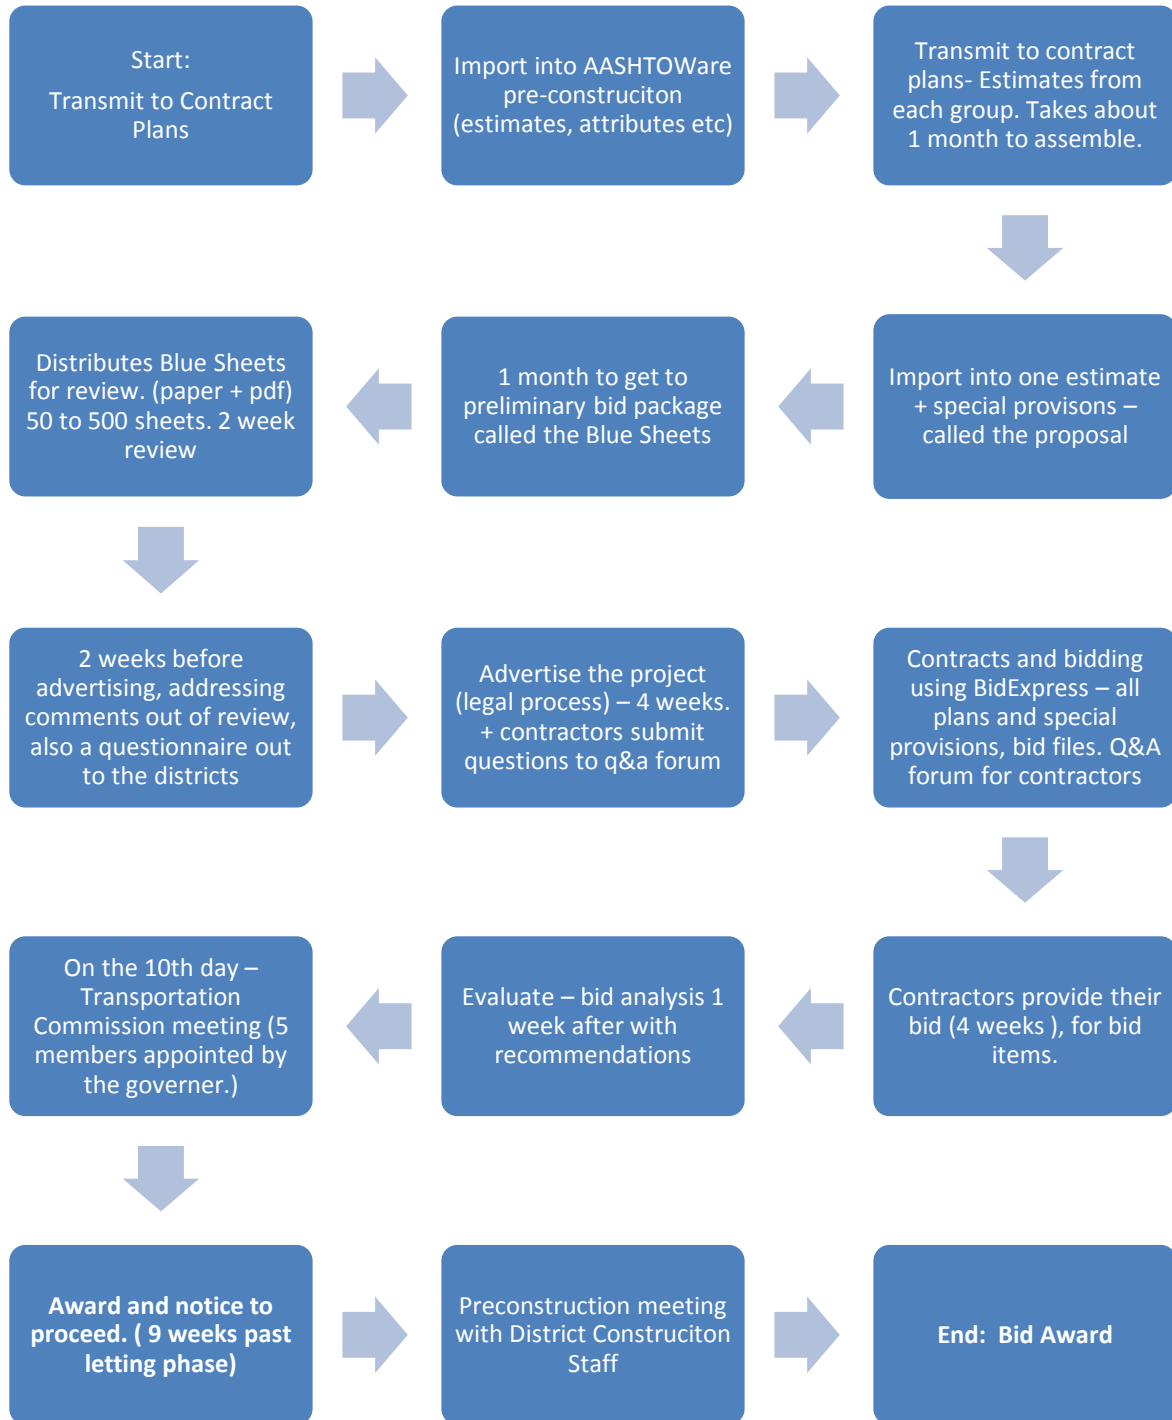 Start:
Transmit to Contract
Plans
Import into AASHTOWare
pre-construciton
(estimates, attributes etc)
Transmit to contract
plans- Estimates from
each group. Takes about
1 month to assemble.
Import into one estimate
+ special provisons –
called the proposal
1 month to get to
preliminary bid package
called the Blue Sheets
Distributes Blue Sheets
for review. (paper + pdf)
50 to 500 sheets. 2 week
review
2 weeks before
advertising, addressing
comments out of review,
also a questionnaire out
to the districts
Advertise the project
(legal process) – 4 weeks.
+ contractors submit
questions to q&a forum
Contracts and bidding
using BidExpress – all
plans and special
provisions, bid files. Q&A
forum for contractors
Contractors provide their
bid (4 weeks ), for bid
items.
Evaluate – bid analysis 1
week after with
recommendations
On the 10th day –
Transportation
Commission meeting (5
members appointed by
the governer.)
Award and notice to
proceed. ( 9 weeks past
letting phase)
Preconstruction meeting
with District Construciton
Staff
End:  Bid Award